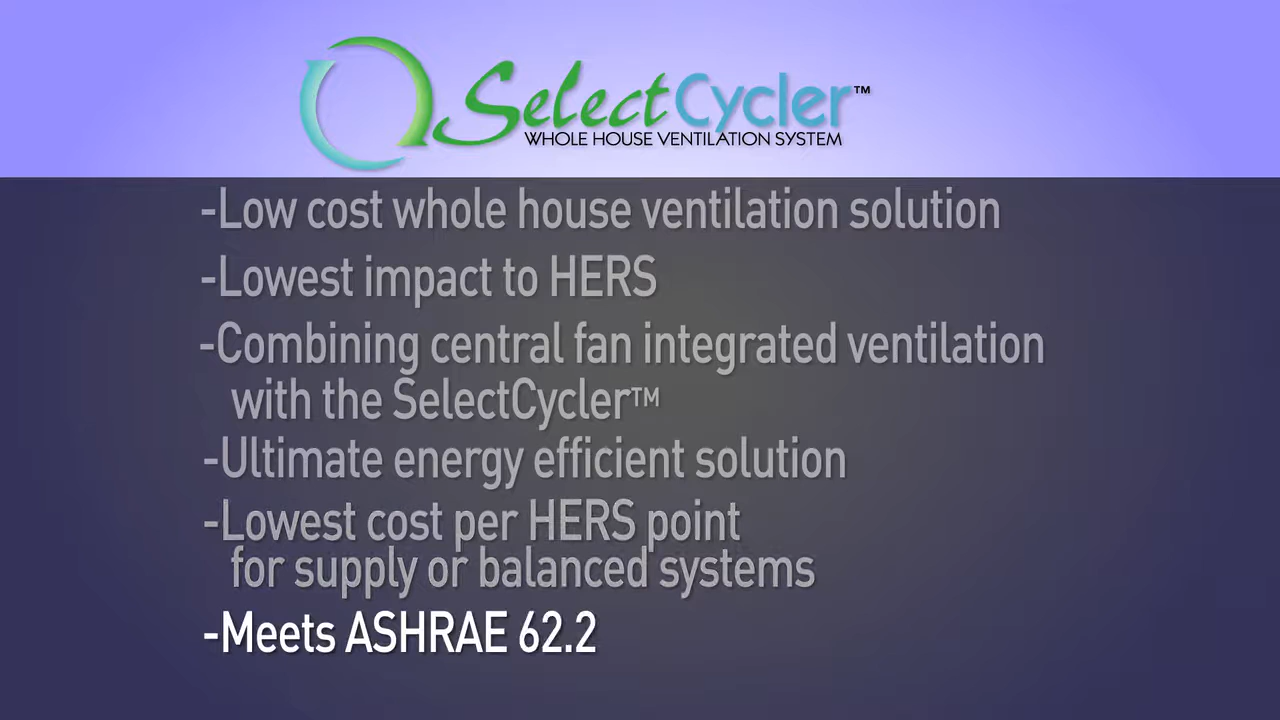 SelectCycler™
WHOLE HOUSE VENTILATION SYSTEM
-Low cost whole house ventilation solution
-Lowest impact to HERS
-Combining central fan integrated ventilation
with the SelectCycler™
-Ultimate energy efficient solution
-Lowest cost per HERS point
for supply or balanced systems
-Meets ASHRAE 62.2